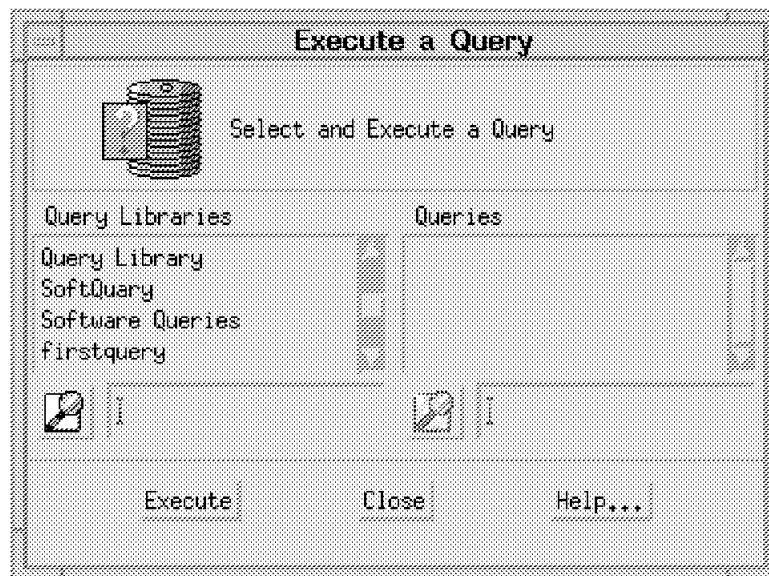 Execute a Query
?
Select and Execute a Query
Query Libraries
Queries
Query Library
SoftQuary
Software Queries
firstquery
Execute
Close
Help...